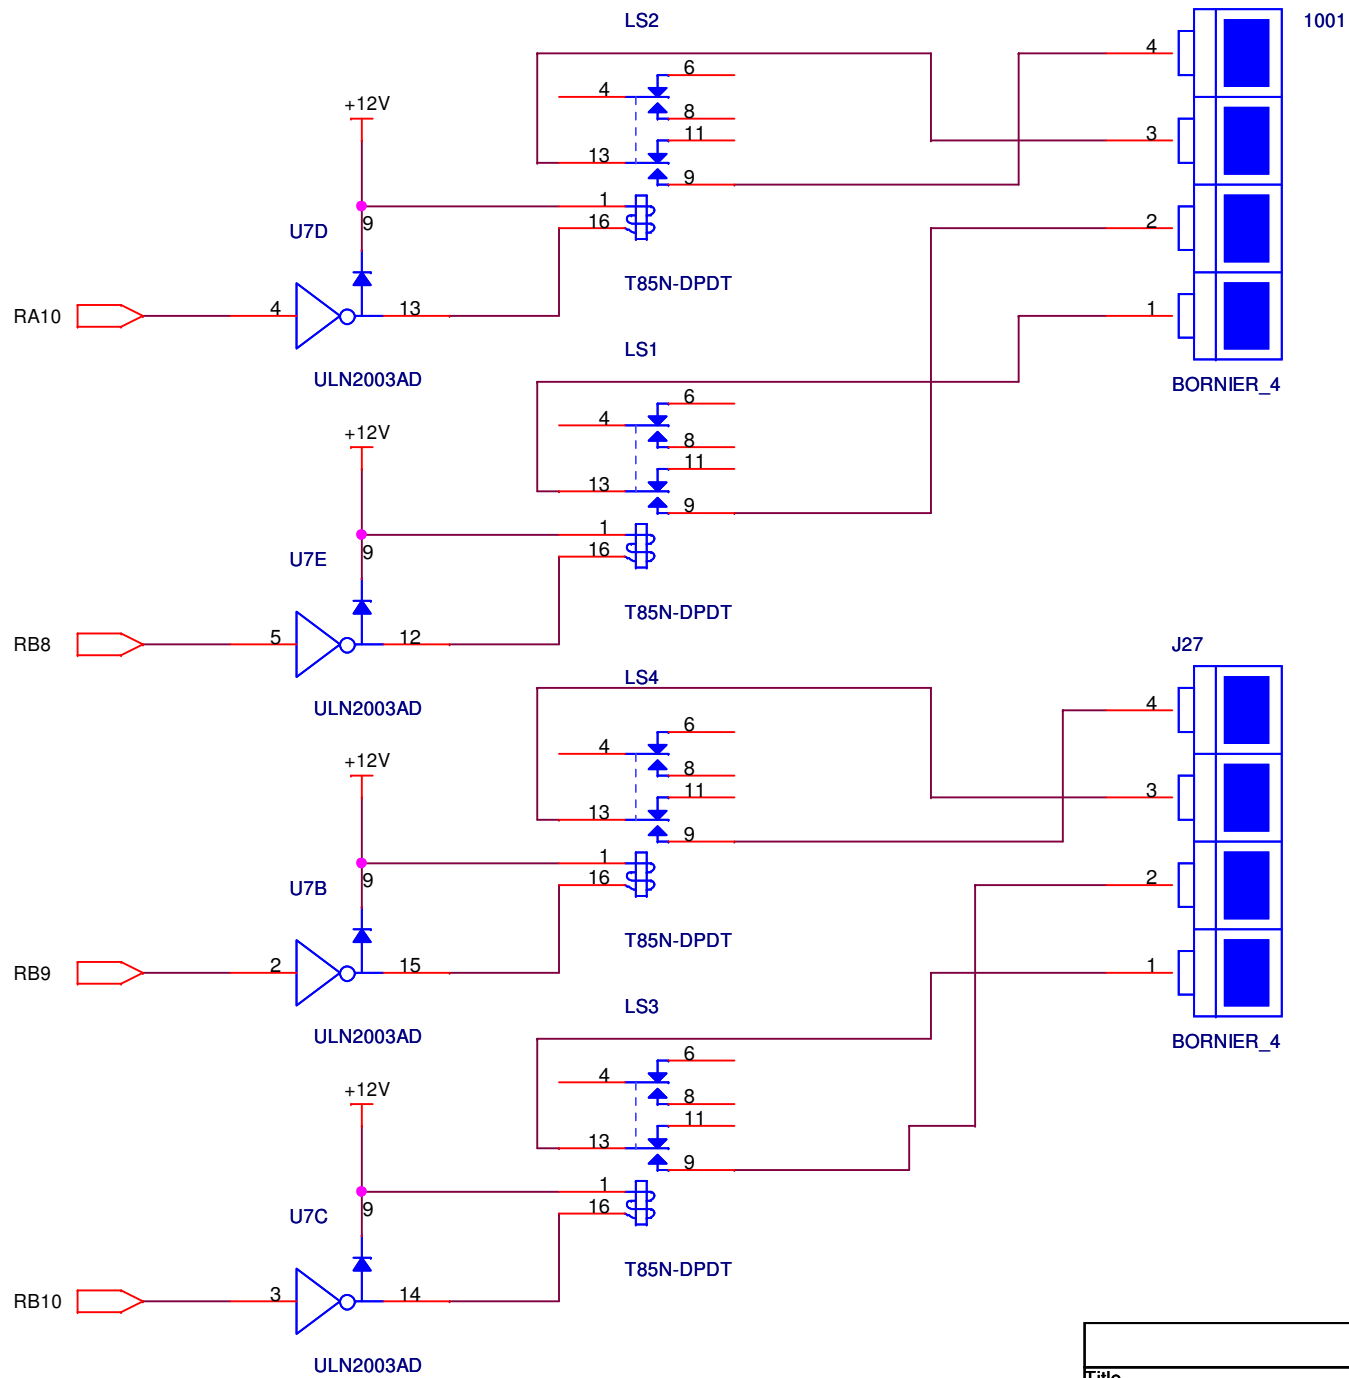 LS2
1001
4
6
4
+12V
8
11
3
13
9
1
16
2
U7D
9
T85N-DPDT
RA10
4
13
1
LS1
ULN2003AD
BORNIER_4
6
4
+12V
8
11
13
9
1
16
U7E
9
T85N-DPDT
RB8
5
12
J27
LS4
ULN2003AD
4
6
4
+12V
8
11
3
13
9
1
16
2
U7B
9
T85N-DPDT
RB9
2
15
1
LS3
ULN2003AD
BORNIER_4
6
4
+12V
8
11
13
9
1
16
U7C
9
T85N-DPDT
RB10
3
14
ULN2003AD
Title